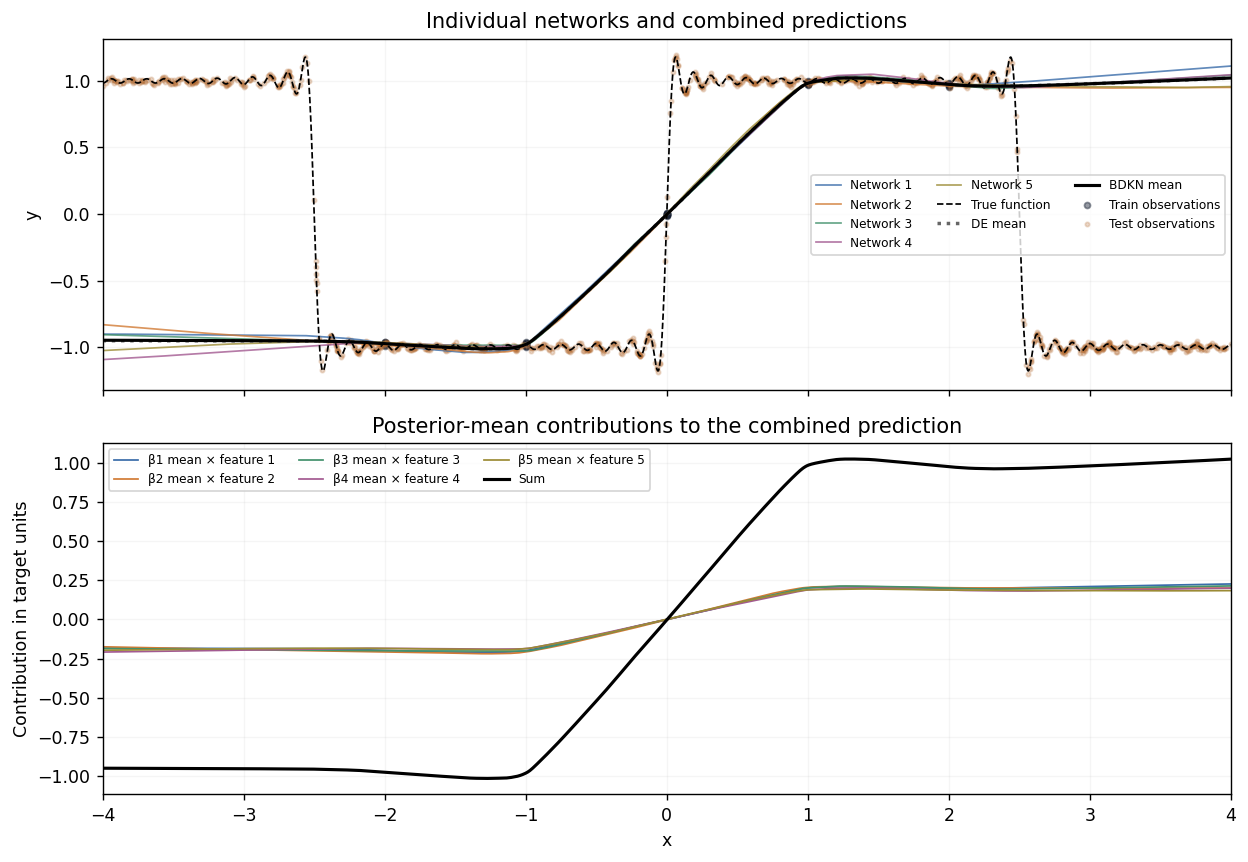 Individual networks and combined predictions
1.0
0.5
0.0
−0.5
−1.0
y
Network 1
Network 2
Network 3
Network 4
Network 5
True function
DE mean
BDKN mean
Train observations
Test observations
Posterior-mean contributions to the combined prediction
β1 mean × feature 1
β2 mean × feature 2
β3 mean × feature 3
β4 mean × feature 4
β5 mean × feature 5
Sum
1.00
0.75
0.50
0.25
0.00
−0.25
−0.50
−0.75
−1.00
Contribution in target units
−4 −3 −2 −1 0 1 2 3 4
x